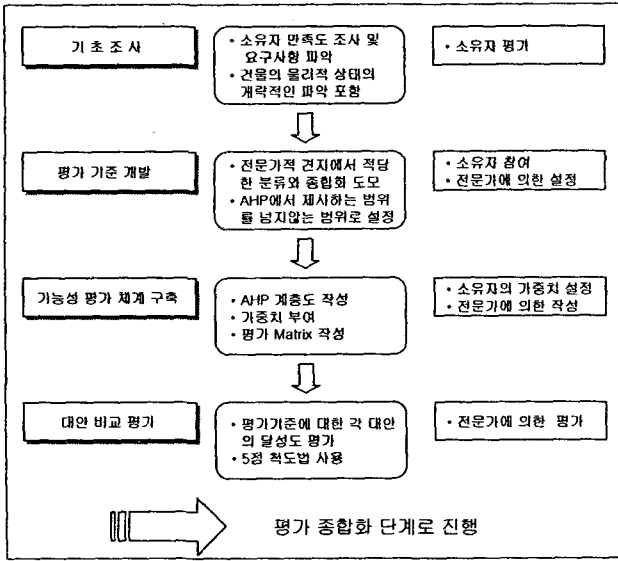 기 초 조 사
• 소유자 만족도 조사 및
요구사항 파악
• 건물의 물리적 상태의
개략적인 파악 포함
• 소유자 평가
평가 기준 개발
• 전문가적 견지에서 적당
한 분류와 종합화 도모
• AHP에서 제사하는 범위
를 넘지않는 범위로 설정
• 소유자 참여
• 전문가에 의한 설정
가능성 평가 체계 구축
• AHP 계층도 작성
• 가중치 부여
• 평가 Matrix 작성
• 소유자의 가중치 설정
• 전문가에 의한 작성
대안 비교 평가
• 평가기준에 대한 각 대안
의 달성도 평가
• 5점 척도법 사용
• 전문가에 의한 평가
평가 종합화 단계로 진행